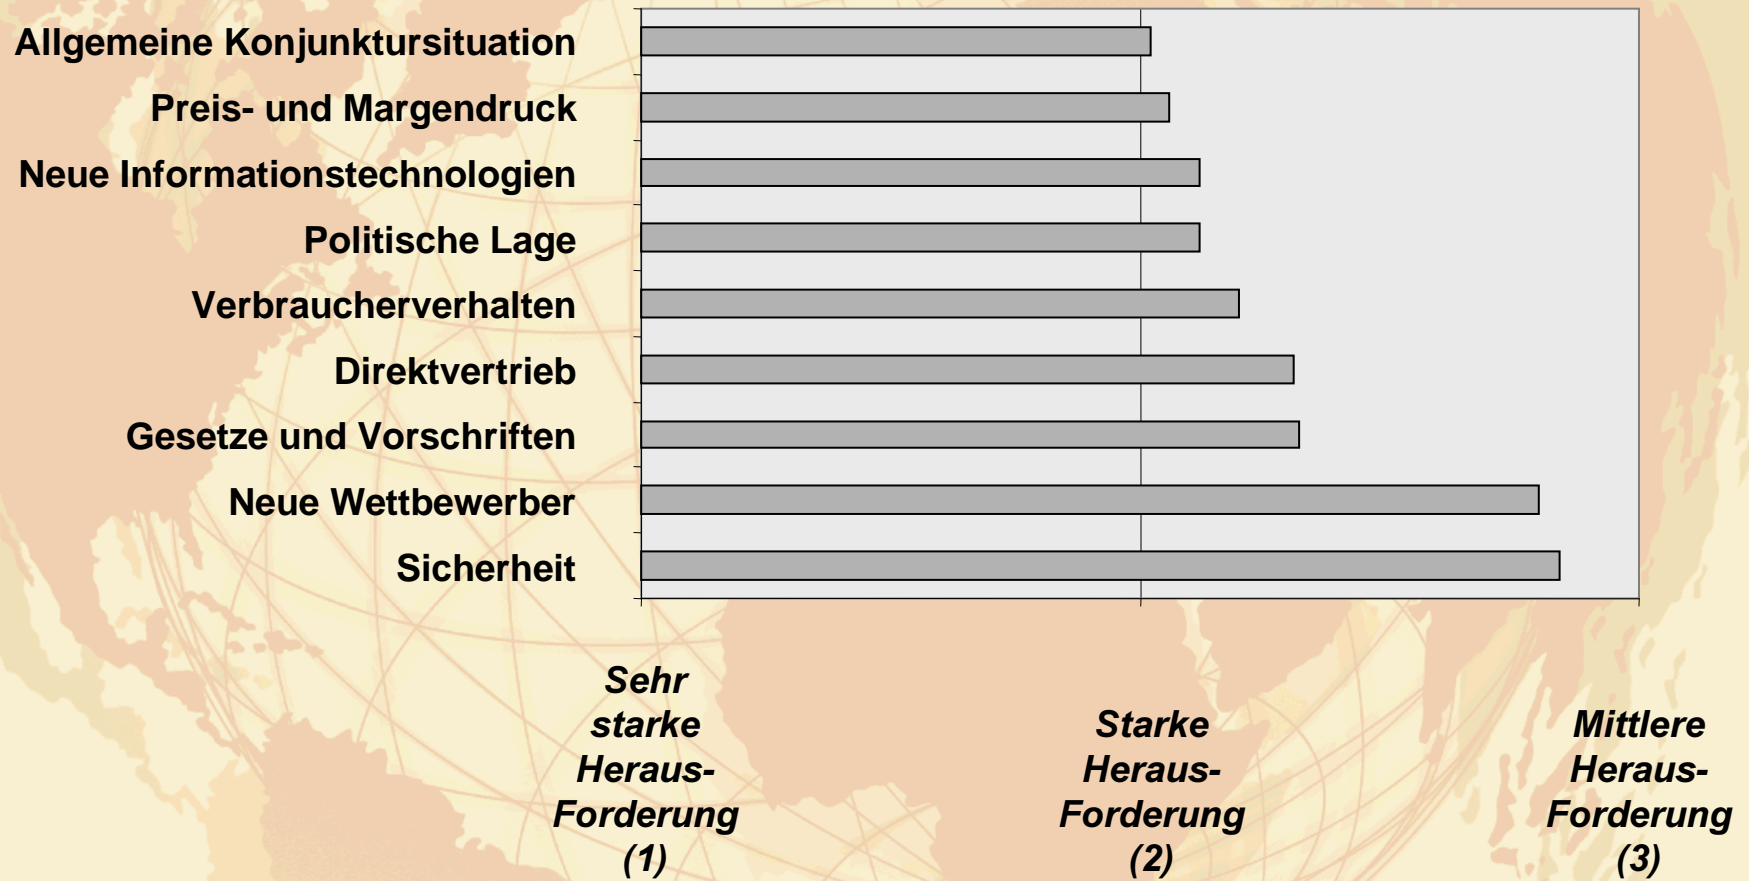 Allgemeine Konjunktursituation
Preis- und Margendruck
Neue Informationstechnologien
Politische Lage
Verbraucherverhalten
Direktvertrieb
Gesetze und Vorschriften
Neue Wettbewerber
Sicherheit
Sehr
starke
Heraus-
Forderung
(1)
Starke
Heraus-
Forderung
(2)
Mittlere
Heraus-
Forderung
(3)